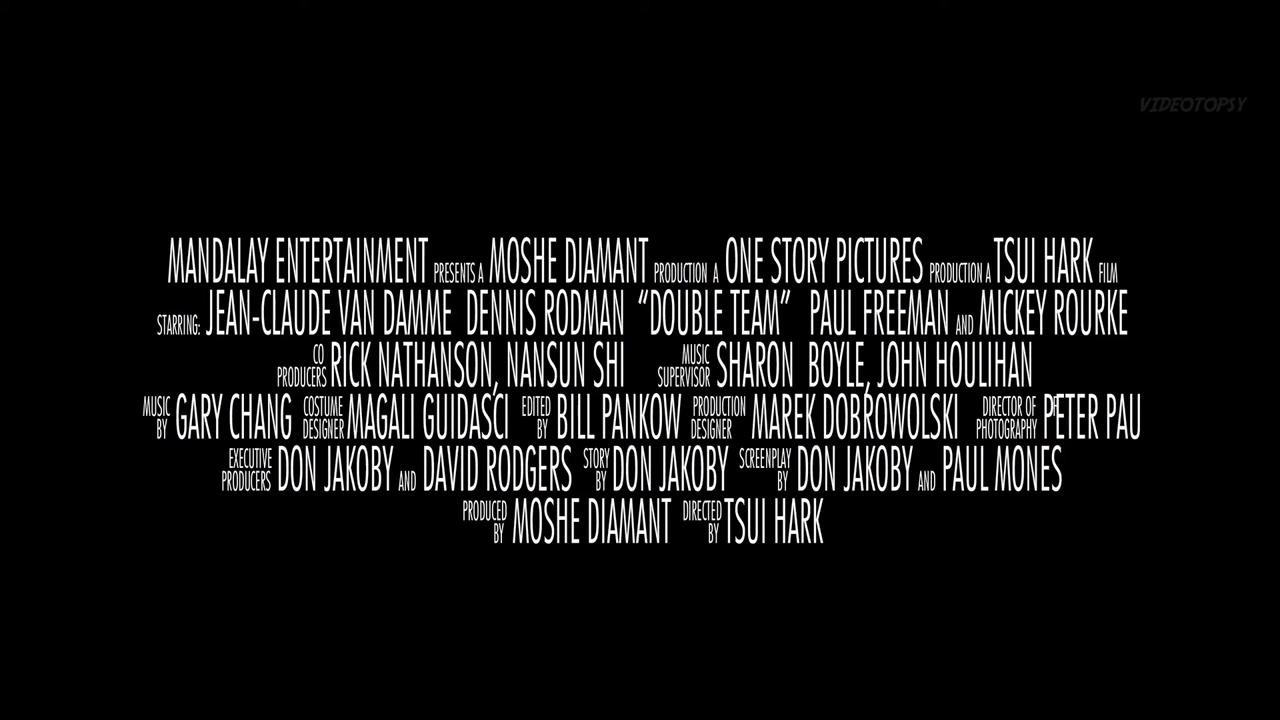 VIDEOTOPSY
MANDALAY ENTERTAINMENT PRESENTS A MOSHE DIAMANT PRODUCTION A ONE STORY PICTURES PRODUCTION A TSUI HARK FILM
STARRING: JEAN-CLAUDE VAN DAMME DENNIS RODMAN “DOUBLE TEAM” PAUL FREEMAN AND MICKEY ROURKE
CO PRODUCERS RICK NATHANSON, NANSUN SHI MUSIC SUPERVISOR SHARON BOYLE, JOHN HOULIHAN
MUSIC BY GARY CHANG COSTUME DESIGNER MAGALI GUIDASCI EDITED BY BILL PANKOW PRODUCTION DESIGNER MAREK DOBROWOLSKI DIRECTOR OF PHOTOGRAPHY PETER PAU
EXECUTIVE PRODUCERS DON JAKOBY AND DAVID RODGERS STORY BY DON JAKOBY SCREENPLAY BY DON JAKOBY AND PAUL MONES
PRODUCED BY MOSHE DIAMANT DIRECTED BY TSUI HARK